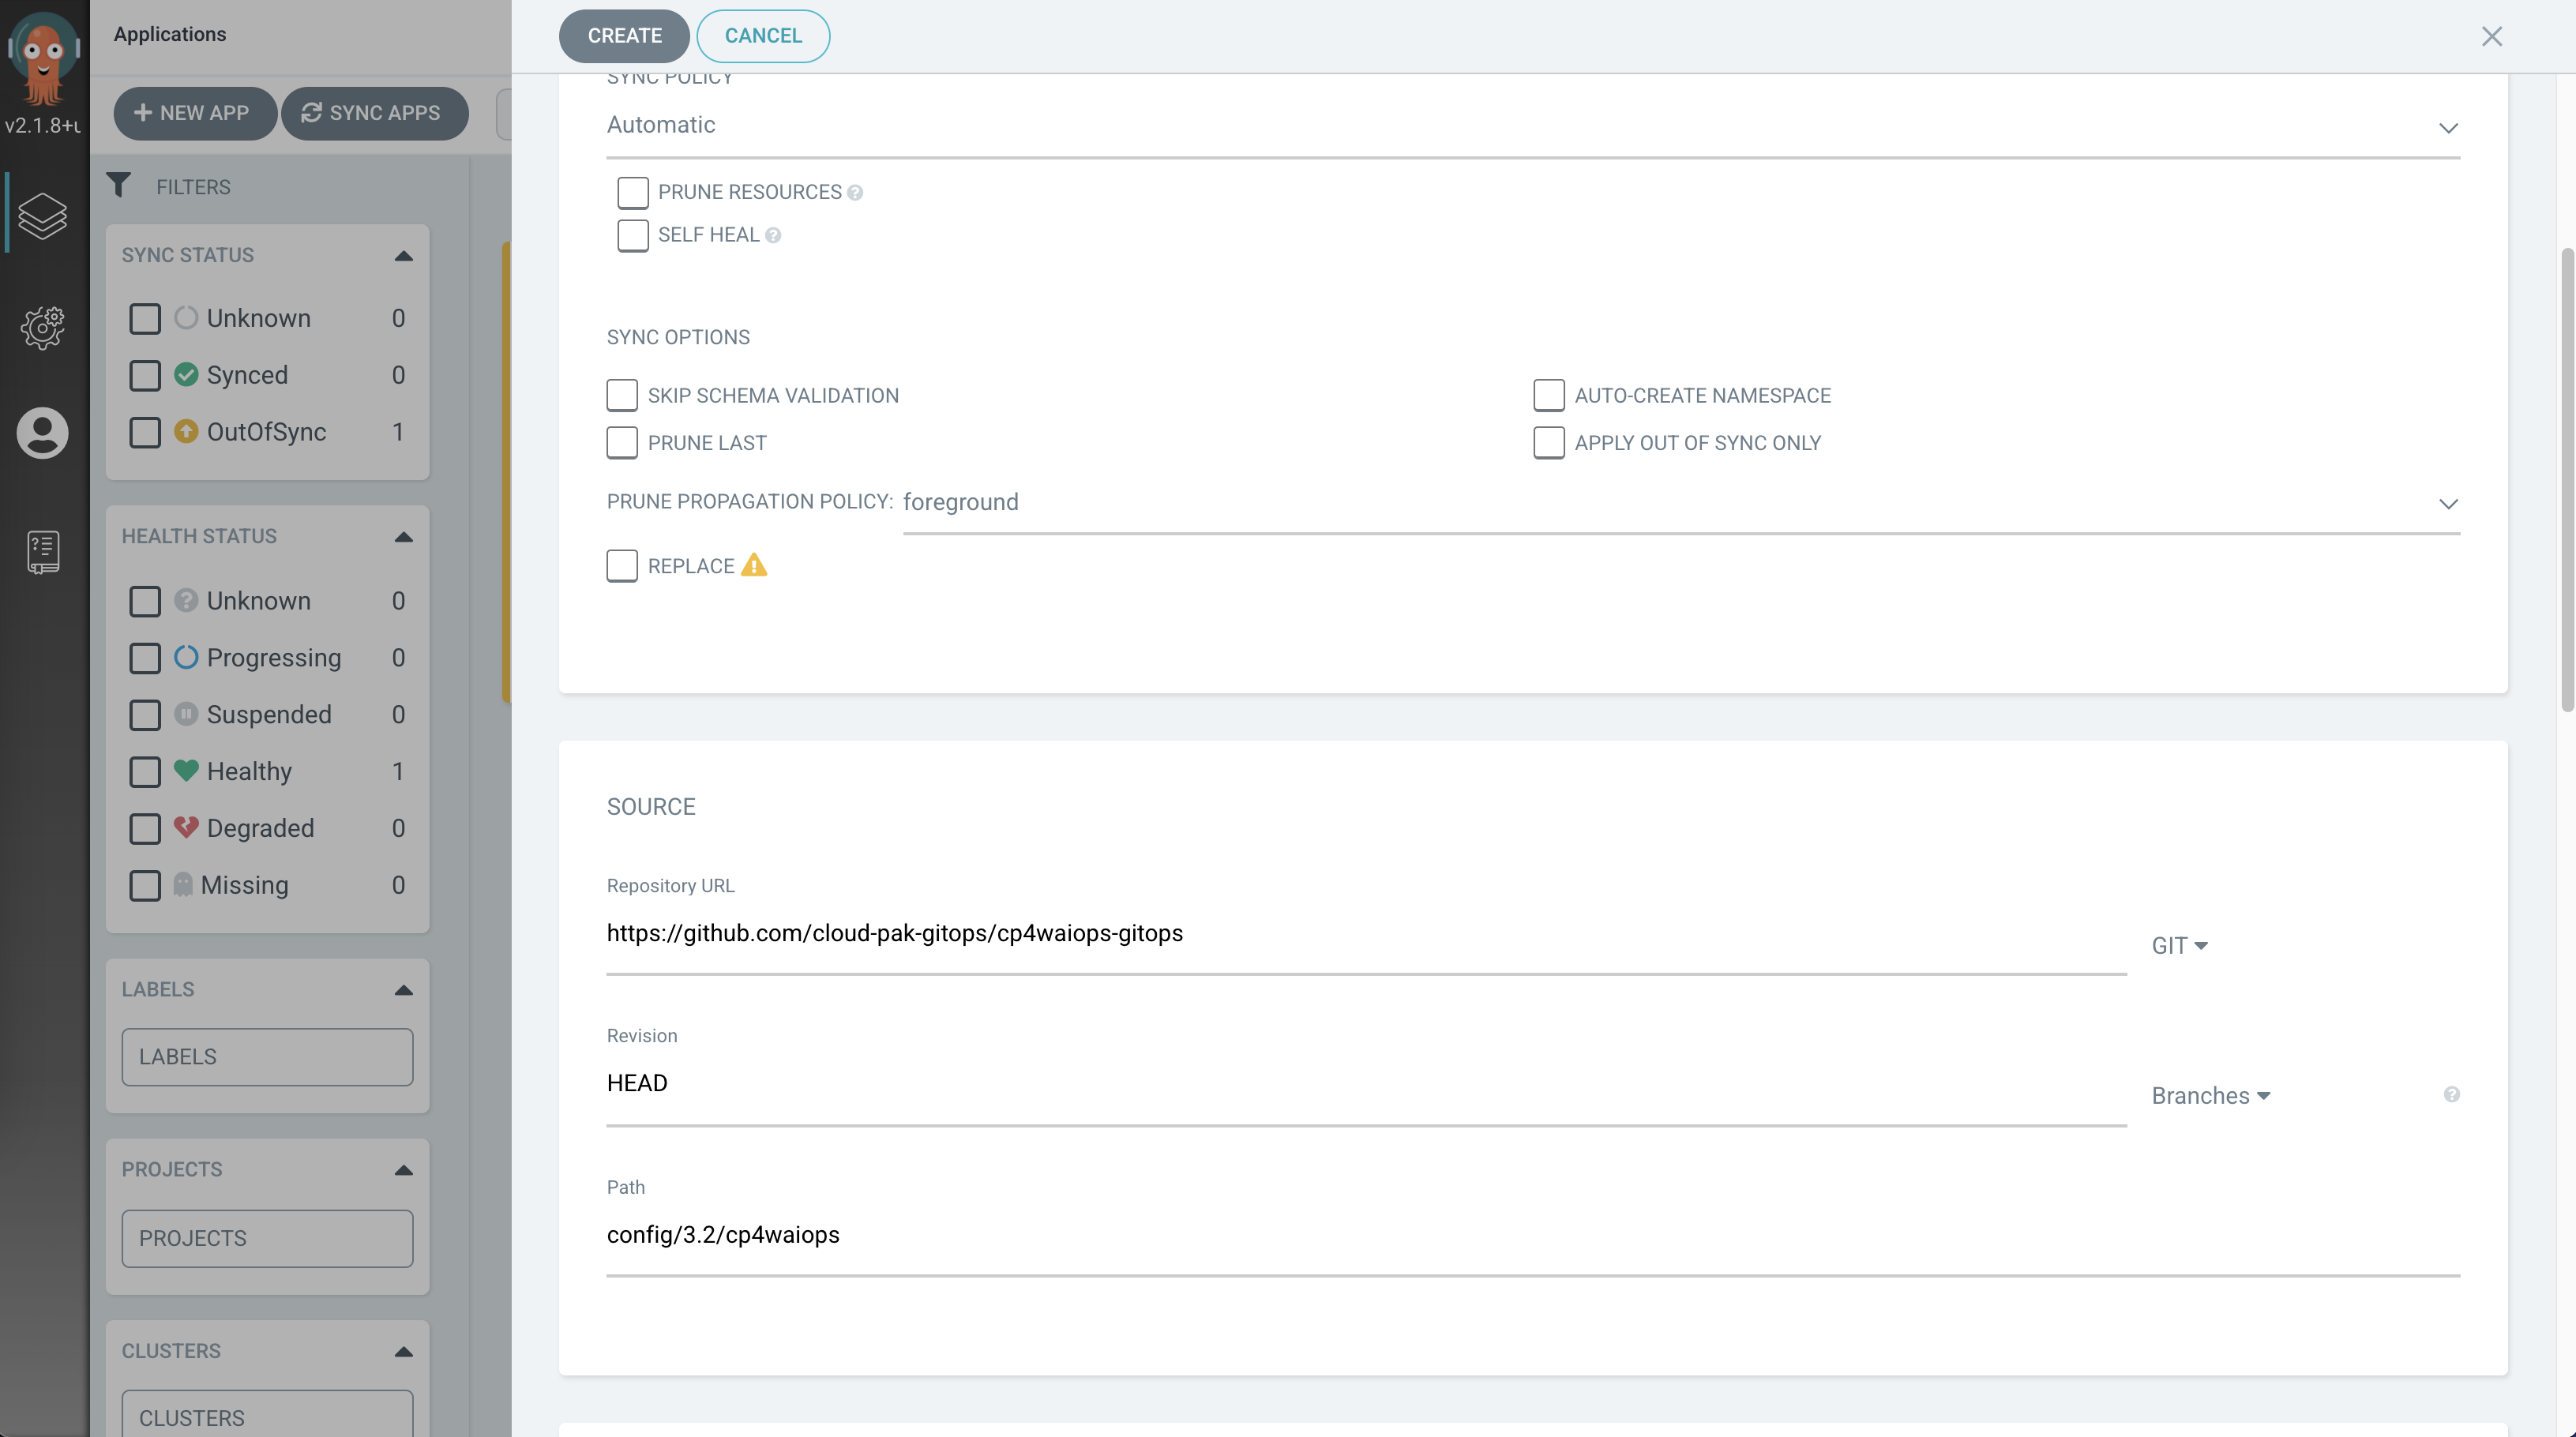 Applications
v2.1.8+u
NEW APP
SYNC APPS
FILTERS
SYNC STATUS
Unknown 0
Synced 0
OutOfSync 1
HEALTH STATUS
Unknown 0
Progressing 0
Suspended 0
Healthy 1
Degraded 0
Missing 0
LABELS
LABELS
PROJECTS
PROJECTS
CLUSTERS
CLUSTERS
CREATE
CANCEL
SYNC POLICY
Automatic
PRUNE RESOURCES
SELF HEAL
SYNC OPTIONS
SKIP SCHEMA VALIDATION
AUTO-CREATE NAMESPACE
PRUNE LAST
APPLY OUT OF SYNC ONLY
PRUNE PROPAGATION POLICY: foreground
REPLACE
SOURCE
Repository URL
https://github.com/cloud-pak-gitops/cp4waiops-gitops
GIT
Revision
HEAD
Branches
Path
config/3.2/cp4waiops